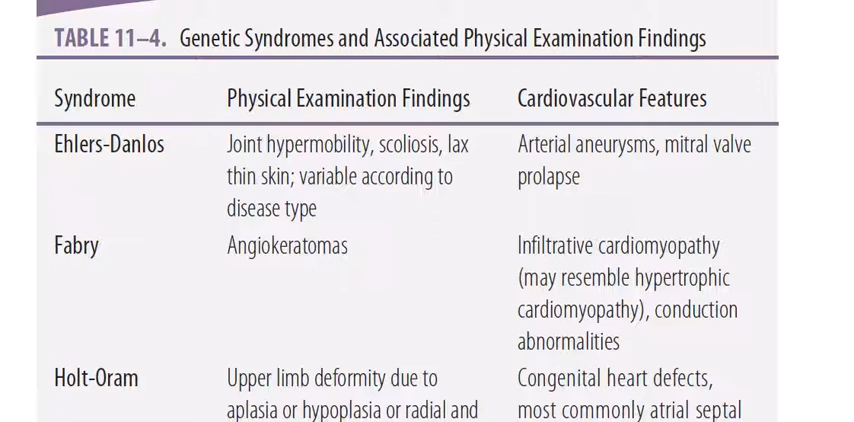 TABLE 11–4. Genetic Syndromes and Associated Physical Examination Findings
Syndrome Physical Examination Findings Cardiovascular Features
Ehlers-Danlos Joint hypermobility, scoliosis, lax Arterial aneurysms, mitral valve
thin skin; variable according to prolapse
disease type
Fabry Angiokeratomas Infiltrative cardiomyopathy
(may resemble hypertrophic
cardiomyopathy), conduction
abnormalities
Holt-Oram Upper limb deformity due to Congenital heart defects,
aplasia or hypoplasia or radial and most commonly atrial septal